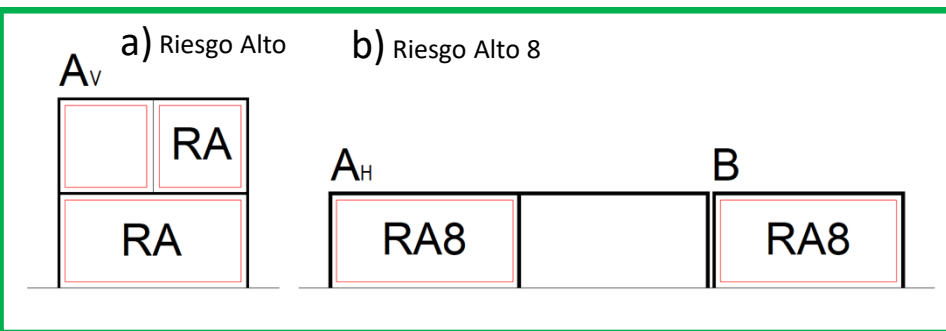 a) Riesgo Alto
b) Riesgo Alto 8
AV
RA
RA
AH
B
RA8
RA8